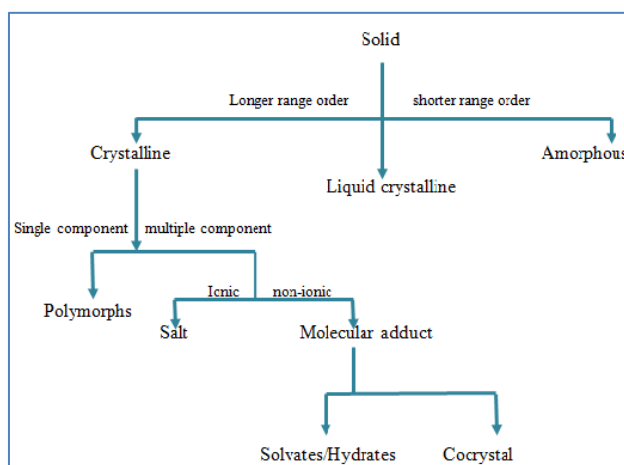 Solid
Longer range order
shorter range order
Crystalline
Liquid crystalline
Amorphous
Single component
multiple component
Ionic
non-ionic
Polymorphs
Salt
Molecular adduct
Solvates/Hydrates
Cocrystal